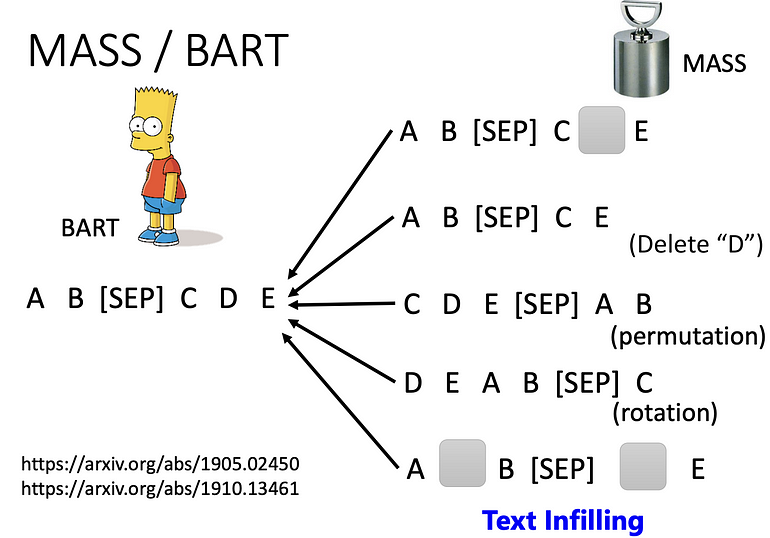 MASS / BART
MASS
A B [SEP] C E
BART
A B [SEP] C E
(Delete “D”)
A B [SEP] C D E
C D E [SEP] A B
(permutation)
D E A B [SEP] C
(rotation)
https://arxiv.org/abs/1905.02450
https://arxiv.org/abs/1910.13461
A B [SEP] E
Text Infilling